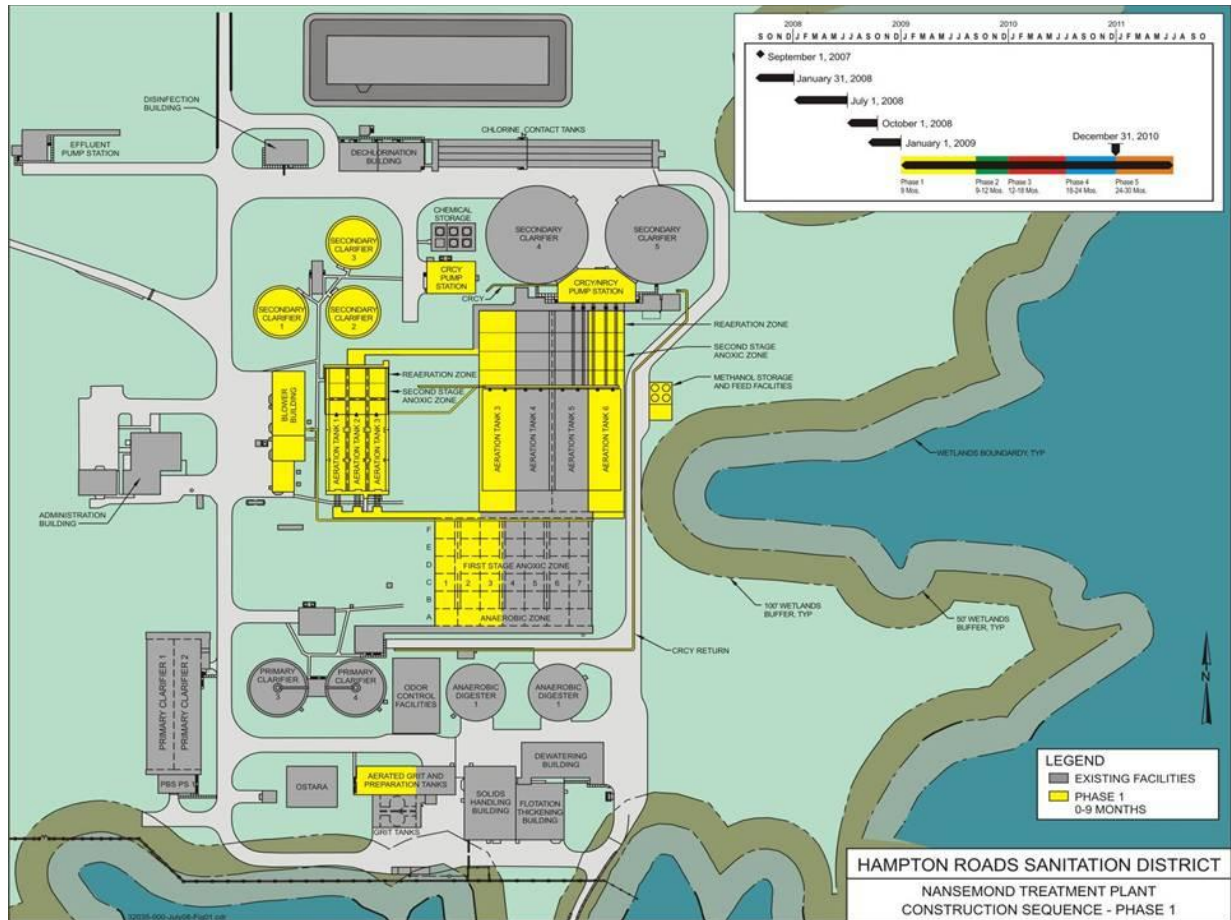 2008 2009 2010 2011
S O N D J F M A M J J A S O N D J F M A M J J A S O N D J F M A M J J A S O N D J F M A M J J A S O
September 1, 2007
January 31, 2008
July 1, 2008
October 1, 2008
January 1, 2009
December 31, 2010
Phase 1
9 Mos.
Phase 2
9-12 Mos.
Phase 3
12-18 Mos.
Phase 4
18-24 Mos.
Phase 5
24-30 Mos.
DISINFECTION
BUILDING
EFFLUENT
PUMP STATION
DECHLORINATION
BUILDING
CHLORINE CONTACT TANKS
CHEMICAL
STORAGE
SECONDARY
CLARIFIER
4
SECONDARY
CLARIFIER
5
SECONDARY
CLARIFIER
3
CRCY
PUMP
STATION
CRCY/NRCY
PUMP STATION
CRCY
SECONDARY
CLARIFIER
1
SECONDARY
CLARIFIER
2
REAERATION ZONE
SECOND STAGE
ANOXIC ZONE
REAERATION ZONE
SECOND STAGE
ANOXIC ZONE
METHANOL STORAGE
AND FEED FACILITIES
BLOWER
BUILDING
AERATION TANK 1
AERATION TANK 2
AERATION TANK 3
AERATION TANK 3
AERATION TANK 4
AERATION TANK 5
AERATION TANK 6
WETLANDS BOUNDARDY, TYP
ADMINISTRATION
BUILDING
F
E
D
C
B
A
FIRST STAGE ANOXIC ZONE
1 2 3 4 5 6 7
ANAEROBIC ZONE
100' WETLANDS
BUFFER, TYP
50' WETLANDS
BUFFER, TYP
CRCY RETURN
PRIMARY CLARIFIER 1
PRIMARY CLARIFIER 2
PRIMARY
CLARIFIER
3
PRIMARY
CLARIFIER
4
ODOR
CONTROL
FACILITIES
ANAEROBIC
DIGESTER
1
ANAEROBIC
DIGESTER
1
N
DEWATERING
BUILDING
PBS PS 1
OSTARA
AERATED GRIT AND
PREPARATION TANKS
GRIT TANKS
SOLIDS
HANDLING
BUILDING
FLOTATION
THICKENING
BUILDING
LEGEND
EXISTING FACILITIES
PHASE 1
0-9 MONTHS
HAMPTON ROADS SANITATION DISTRICT
NANSEMOND TREATMENT PLANT
CONSTRUCTION SEQUENCE - PHASE 1